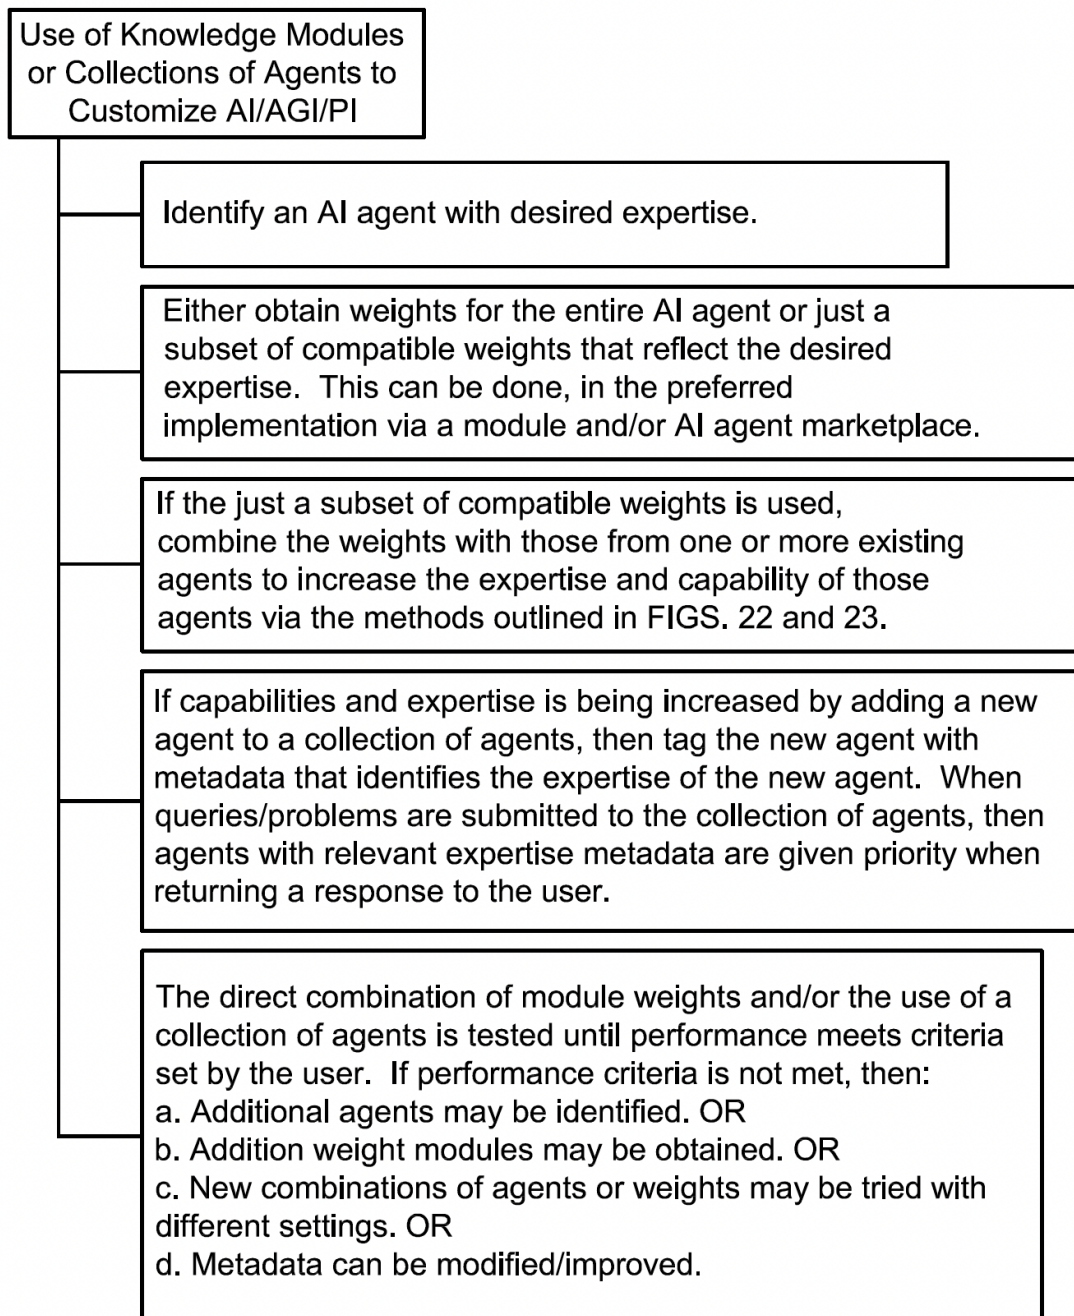 Use of Knowledge Modules
or Collections of Agents to
Customize AI/AGI/PI
Identify an AI agent with desired expertise.
Either obtain weights for the entire AI agent or just a
subset of compatible weights that reflect the desired
expertise.  This can be done, in the preferred
implementation via a module and/or AI agent marketplace.
If the just a subset of compatible weights is used,
combine the weights with those from one or more existing
agents to increase the expertise and capability of those
agents via the methods outlined in FIGS. 22 and 23.
If capabilities and expertise is being increased by adding a new
agent to a collection of agents, then tag the new agent with
metadata that identifies the expertise of the new agent.  When
queries/problems are submitted to the collection of agents, then
agents with relevant expertise metadata are given priority when
returning a response to the user.
The direct combination of module weights and/or the use of a
collection of agents is tested until performance meets criteria
set by the user.  If performance criteria is not met, then:
a. Additional agents may be identified. OR
b. Addition weight modules may be obtained. OR
c. New combinations of agents or weights may be tried with
different settings. OR
d. Metadata can be modified/improved.